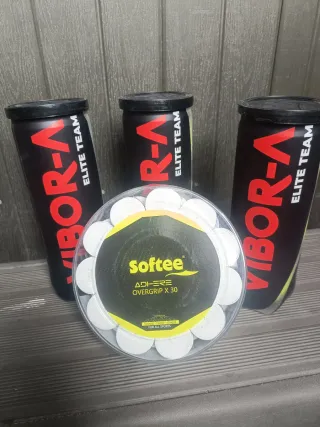 VIBOR-A
ELITE TEAM
VIBOR-A
ELITE TEAM
VIBOR-A
ELITE TEAM
Softee
ADHERE
OVERGRIP X 30